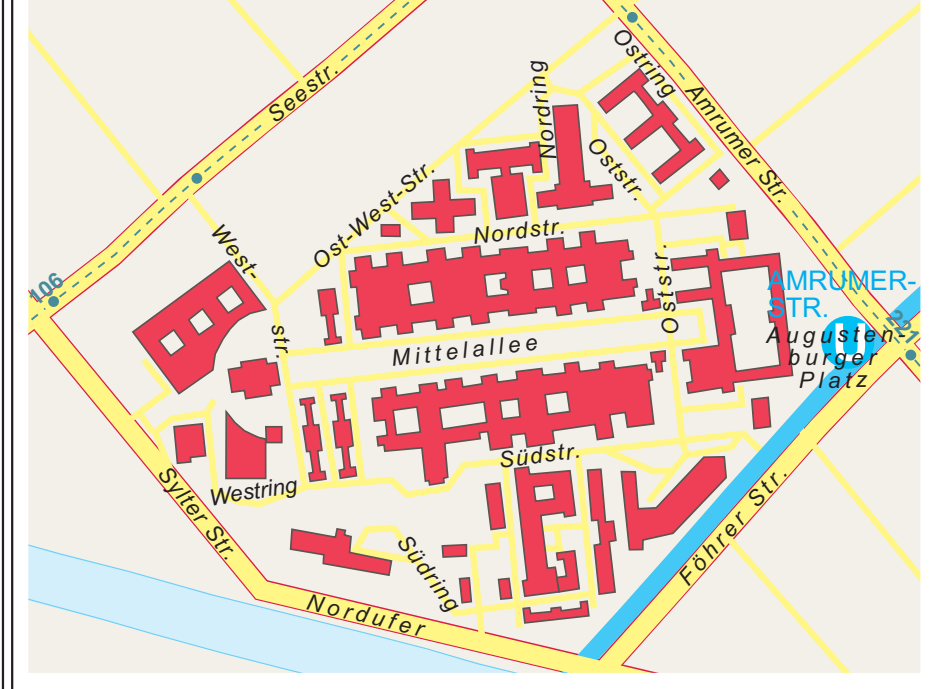 Seestr.
Ostring
Nordring
Amrumer Str.
Oststr.
Ost-West-Str.
West-
str.
Nordstr.
106
Oststr.
AMRUMER-
STR.
221
Augusten-
burger
Platz
Mittelallee
Südstr.
Westring
Sylter Str.
Südring
Föhrer Str.
Nordufer